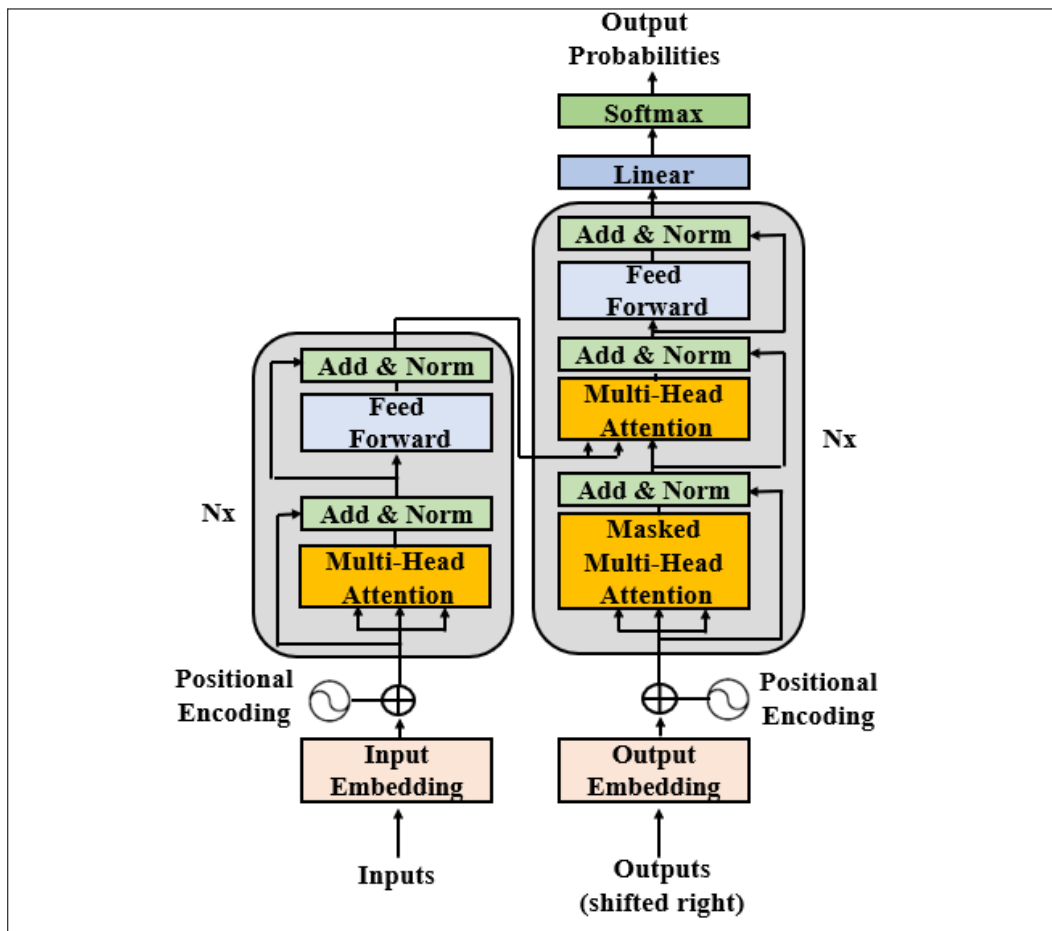 Output
Probabilities
Softmax
Linear
Add & Norm
Feed
Forward
Add & Norm
Multi-Head
Attention
Nx
Add & Norm
Masked
Multi-Head
Attention
Positional
Encoding
Output
Embedding
Outputs
(shifted right)
Add & Norm
Feed
Forward
Nx
Add & Norm
Multi-Head
Attention
Positional
Encoding
Input
Embedding
Inputs